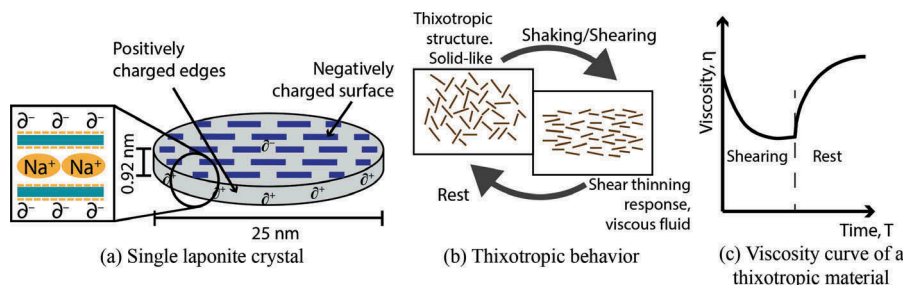 Positively
charged edges
Negatively
charged surface
∂⁻ ∂⁻ ∂⁻
Na⁺ Na⁺
∂⁻ ∂⁻ ∂⁻
0.92 nm
∂⁻
∂⁺ ∂⁺ ∂⁺ ∂⁺ ∂⁺
25 nm
(a) Single laponite crystal
Thixotropic
structure.
Solid-like
Shaking/Shearing
Rest
Shear thinning
response,
viscous fluid
(b) Thixotropic behavior
Viscosity, η
Shearing
Rest
Time, T
(c) Viscosity curve of a
thixotropic material